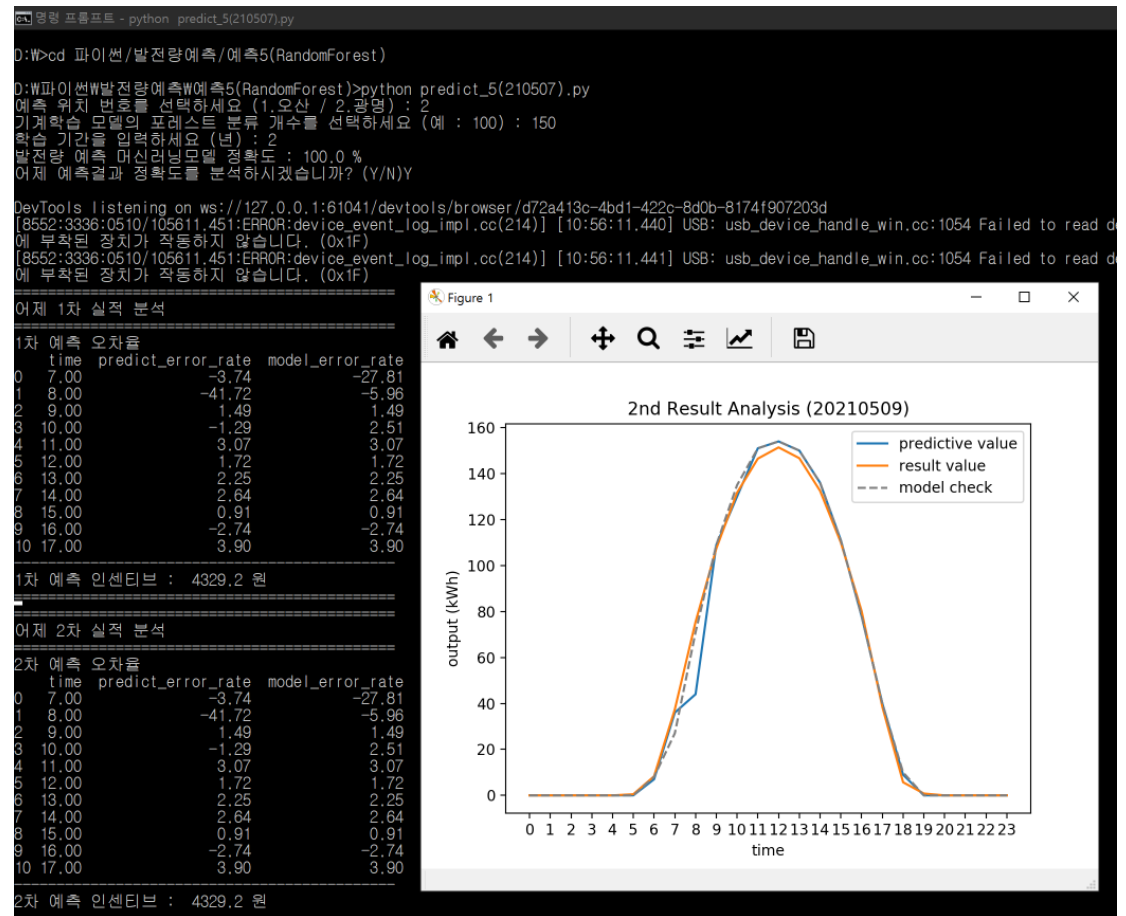 명령 프롬프트 - python predict_5(210507).py
D:₩>cd 파이썬/발전량예측/예측5(RandomForest)
D:₩파이썬₩발전량예측₩예측5(RandomForest)>python predict_5(210507).py
예측 위치 번호를 선택하세요 (1.오산 / 2.광명) : 2
기계학습 모델의 포레스트 분류 개수를 선택하세요 (예 : 100) : 150
학습 기간을 입력하세요 (년) : 2
발전량 예측 머신러닝모델 정확도 : 100.0 %
어제 예측결과 정확도를 분석하시겠습니까? (Y/N)Y
DevTools listening on ws://127.0.0.1:61041/devtools/browser/d72a413c-4bd1-422c-8d0b-8174f907203d
[8552:3336:0510/105611.451:ERROR:device_event_log_impl.cc(214)] [10:56:11.440] USB: usb_device_handle_win.cc:1054 Failed to read de
에 부착된 장치가 작동하지 않습니다. (0x1F)
[8552:3336:0510/105611.451:ERROR:device_event_log_impl.cc(214)] [10:56:11.441] USB: usb_device_handle_win.cc:1054 Failed to read de
에 부착된 장치가 작동하지 않습니다. (0x1F)
어제 1차 실적 분석
1차 예측 오차율
time predict_error_rate model_error_rate
0 7.00 -3.74 -27.81
1 8.00 -41.72 -5.96
2 9.00 1.49 1.49
3 10.00 -1.29 2.51
4 11.00 3.07 3.07
5 12.00 1.72 1.72
6 13.00 2.25 2.25
7 14.00 2.64 2.64
8 15.00 0.91 0.91
9 16.00 -2.74 -2.74
10 17.00 3.90 3.90
1차 예측 인센티브 : 4329.2 원
어제 2차 실적 분석
2차 예측 오차율
time predict_error_rate model_error_rate
0 7.00 -3.74 -27.81
1 8.00 -41.72 -5.96
2 9.00 1.49 1.49
3 10.00 -1.29 2.51
4 11.00 3.07 3.07
5 12.00 1.72 1.72
6 13.00 2.25 2.25
7 14.00 2.64 2.64
8 15.00 0.91 0.91
9 16.00 -2.74 -2.74
10 17.00 3.90 3.90
2차 예측 인센티브 : 4329.2 원
Figure 1
2nd Result Analysis (20210509)
predictive value
result value
model check
output (kWh)
160
140
120
100
80
60
40
20
0
0 1 2 3 4 5 6 7 8 9 10 11 12 13 14 15 16 17 18 19 20 21 22 23
time